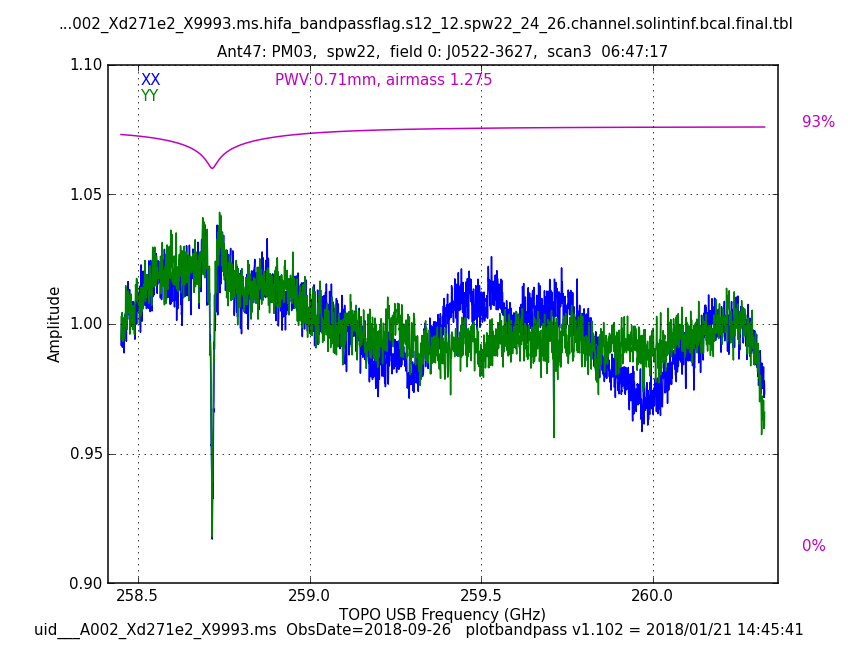 ...002_Xd271e2_X9993.ms.hifa_bandpassflag.s12_12.spw22_24_26.channel.solintinf.bcal.final.tbl
Ant47: PM03,  spw22,  field 0: J0522-3627,  scan3  06:47:17
XX
PWV 0.71mm, airmass 1.275
YY
93%
0%
1.10
1.05
1.00
0.95
0.90
Amplitude
258.5 259.0 259.5 260.0
TOPO USB Frequency (GHz)
uid___A002_Xd271e2_X9993.ms  ObsDate=2018-09-26   plotbandpass v1.102 = 2018/01/21 14:45:41